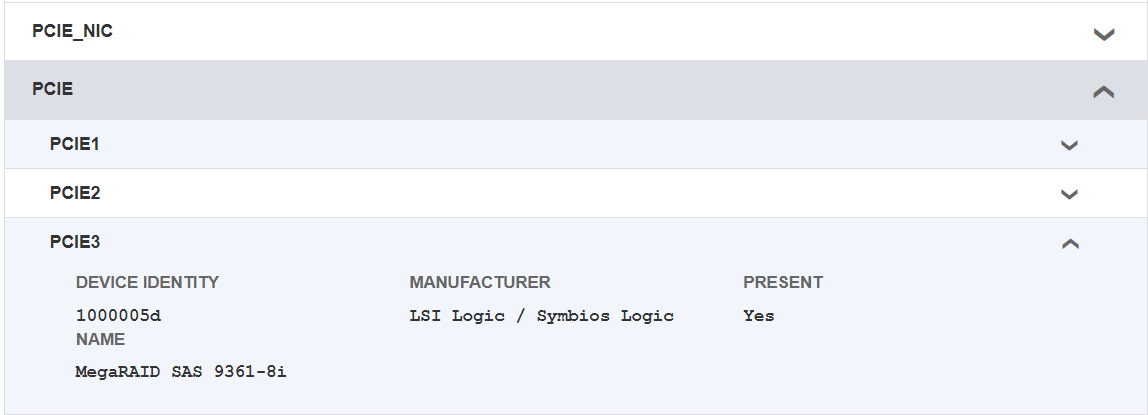 PCIE_NIC
PCIE
PCIE1
PCIE2
PCIE3
DEVICE IDENTITY MANUFACTURER PRESENT
1000005d LSI Logic / Symbios Logic Yes
NAME
MegaRAID SAS 9361-8i